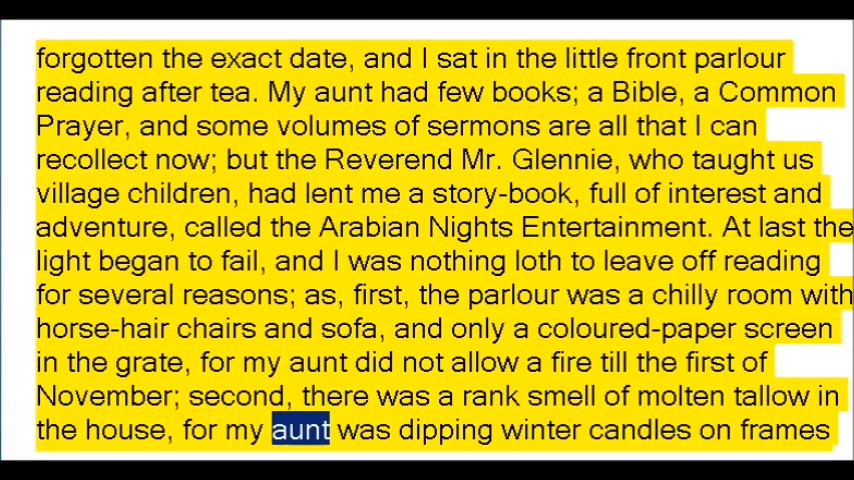 forgotten the exact date, and I sat in the little front parlour
reading after tea. My aunt had few books; a Bible, a Common
Prayer, and some volumes of sermons are all that I can
recollect now; but the Reverend Mr. Glennie, who taught us
village children, had lent me a story-book, full of interest and
adventure, called the Arabian Nights Entertainment. At last the
light began to fail, and I was nothing loth to leave off reading
for several reasons; as, first, the parlour was a chilly room with
horse-hair chairs and sofa, and only a coloured-paper screen
in the grate, for my aunt did not allow a fire till the first of
November; second, there was a rank smell of molten tallow in
the house, for my aunt was dipping winter candles on frames